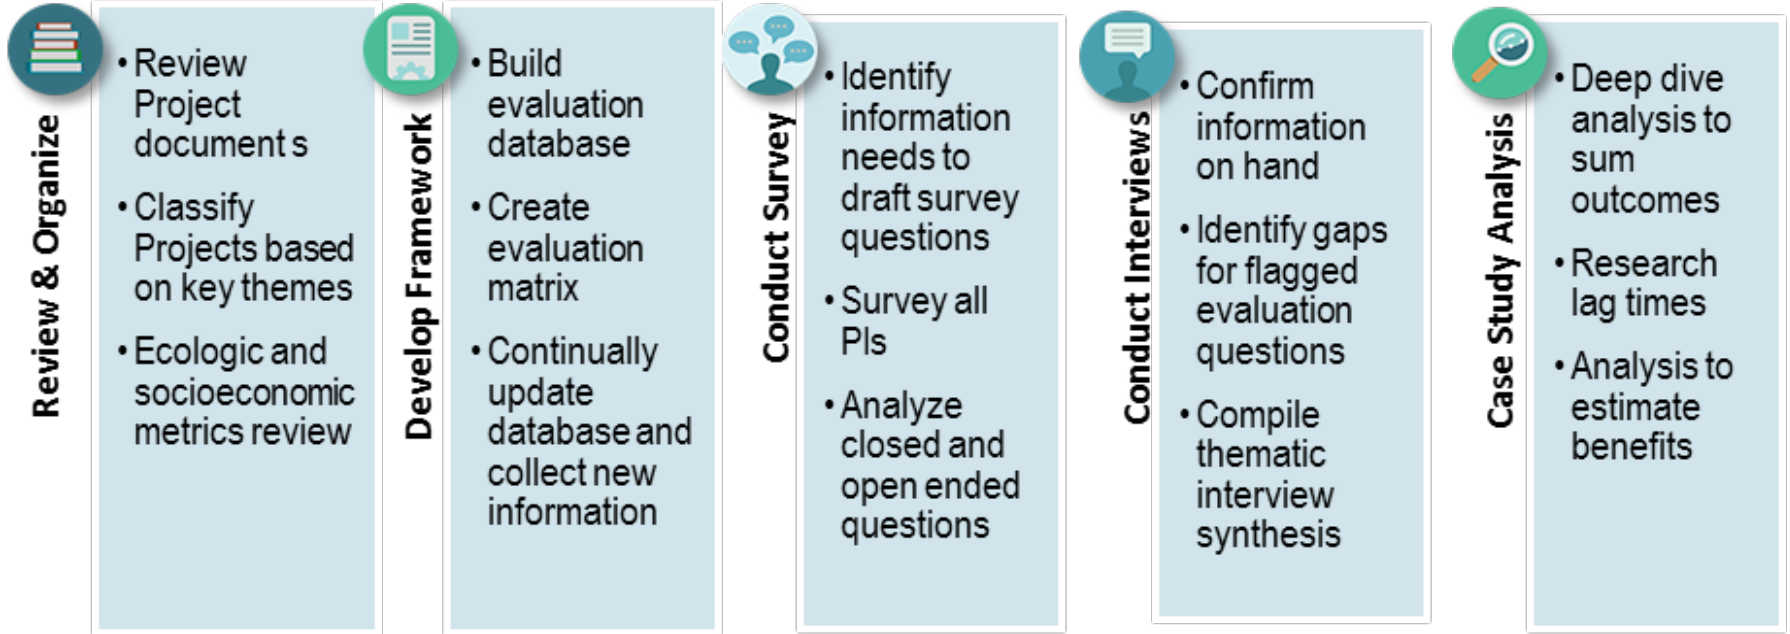 Review & Organize
• Review
Project
document s
• Classify
Projects based
on key themes
• Ecologic and
socioeconomic
metrics review
Develop Framework
• Build
evaluation
database
• Create
evaluation
matrix
• Continually
update
database and
collect new
information
Conduct Survey
• Identify
information
needs to
draft survey
questions
• Survey all
PIs
• Analyze
closed and
open ended
questions
Conduct Interviews
• Confirm
information
on hand
• Identify gaps
for flagged
evaluation
questions
• Compile
thematic
interview
synthesis
Case Study Analysis
• Deep dive
analysis to
sum
outcomes
• Research
lag times
• Analysis to
estimate
benefits